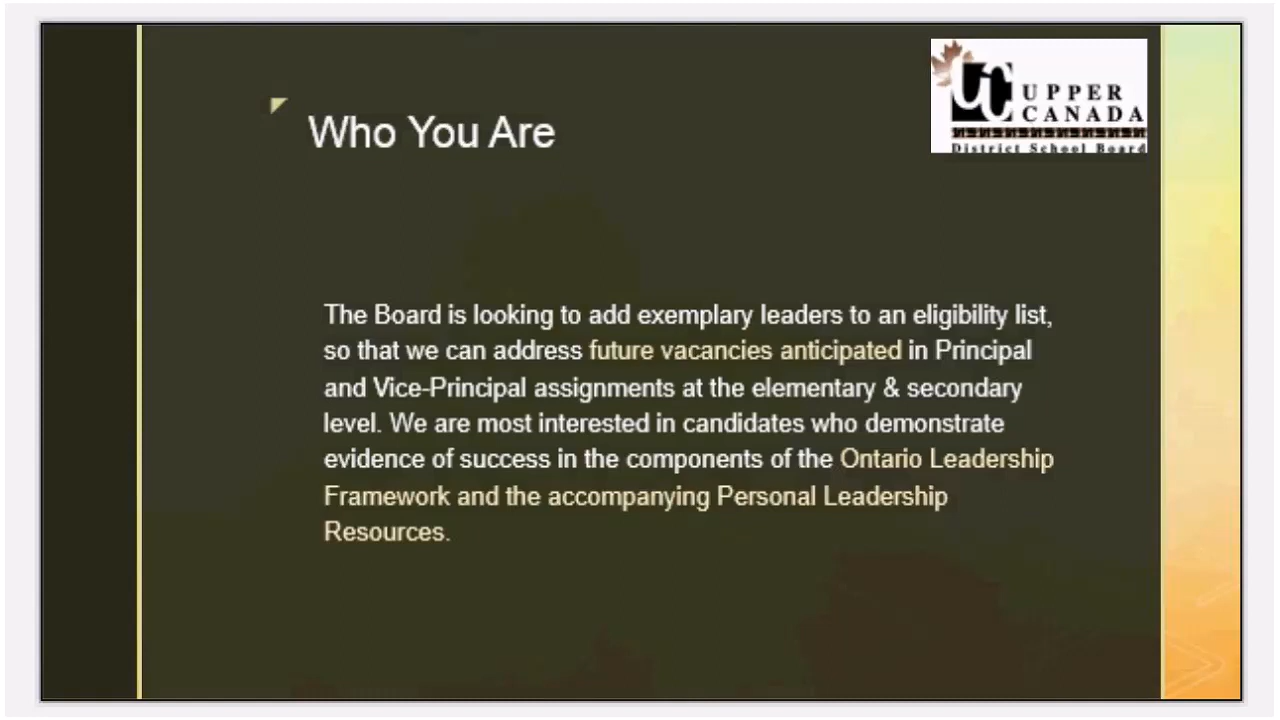 Who You Are
UC UPPER
CANADA
District School Board
The Board is looking to add exemplary leaders to an eligibility list,
so that we can address future vacancies anticipated in Principal
and Vice-Principal assignments at the elementary & secondary
level. We are most interested in candidates who demonstrate
evidence of success in the components of the Ontario Leadership
Framework and the accompanying Personal Leadership
Resources.